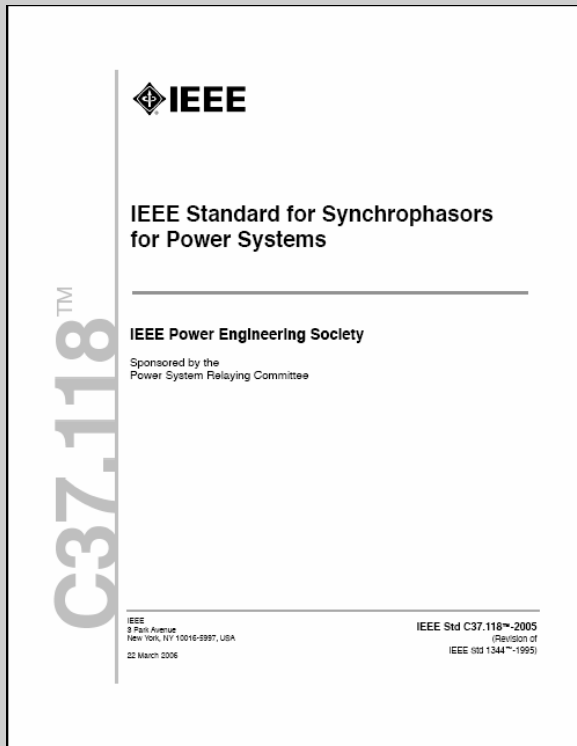 IEEE
IEEE Standard for Synchrophasors
for Power Systems
IEEE Power Engineering Society
Sponsored by the
Power System Relaying Committee
C37.118™
IEEE
3 Park Avenue
New York, NY 10016-5997, USA
22 March 2006
IEEE Std C37.118™-2005
(Revision of
IEEE Std 1344™-1995)